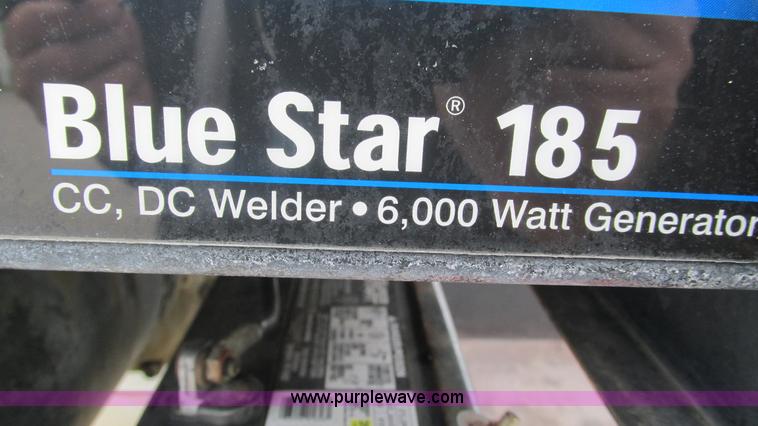 Blue Star® 185
CC, DC Welder • 6,000 Watt Generator
www.purplewave.com